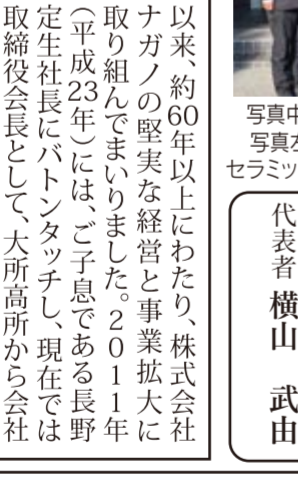 写真中
写真左
セラミッ
代表者 横山 武由
以来、約60年以上にわたり、株式会社
ナガノの堅実な経営と事業拡大に
取り組んでまいりました。2011年
(平成23年)には、ご子息である長野
定生社長にバトンタッチし、現在では
取締役会長として、大所高所から会社